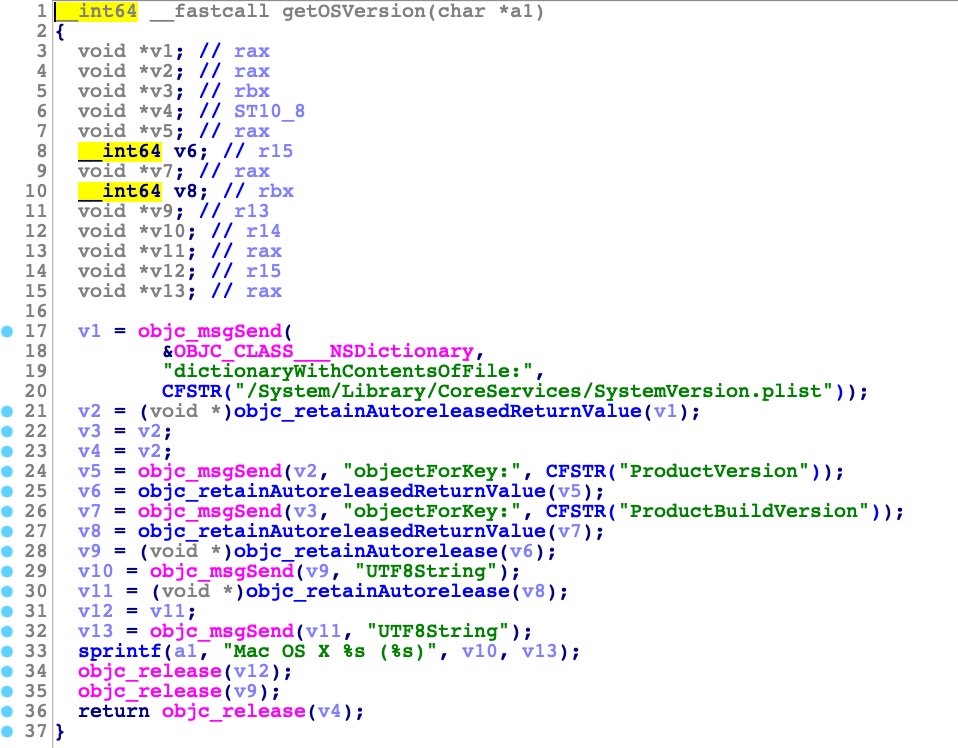 1 __int64 __fastcall getOSVersion(char *a1)
2 {
3 void *v1; // rax
4 void *v2; // rax
5 void *v3; // rbx
6 void *v4; // ST10_8
7 void *v5; // rax
8 __int64 v6; // r15
9 void *v7; // rax
10 __int64 v8; // rbx
11 void *v9; // r13
12 void *v10; // r14
13 void *v11; // rax
14 void *v12; // r15
15 void *v13; // rax
16
17 v1 = objc_msgSend(
18 &OBJC_CLASS___NSDictionary,
19 "dictionaryWithContentsOfFile:",
20 CFSTR("/System/Library/CoreServices/SystemVersion.plist"));
21 v2 = (void *)objc_retainAutoreleasedReturnValue(v1);
22 v3 = v2;
23 v4 = v2;
24 v5 = objc_msgSend(v2, "objectForKey:", CFSTR("ProductVersion"));
25 v6 = objc_retainAutoreleasedReturnValue(v5);
26 v7 = objc_msgSend(v3, "objectForKey:", CFSTR("ProductBuildVersion"));
27 v8 = objc_retainAutoreleasedReturnValue(v7);
28 v9 = (void *)objc_retainAutorelease(v6);
29 v10 = objc_msgSend(v9, "UTF8String");
30 v11 = (void *)objc_retainAutorelease(v8);
31 v12 = v11;
32 v13 = objc_msgSend(v11, "UTF8String");
33 sprintf(a1, "Mac OS X %s (%s)", v10, v13);
34 objc_release(v12);
35 objc_release(v9);
36 return objc_release(v4);
37 }